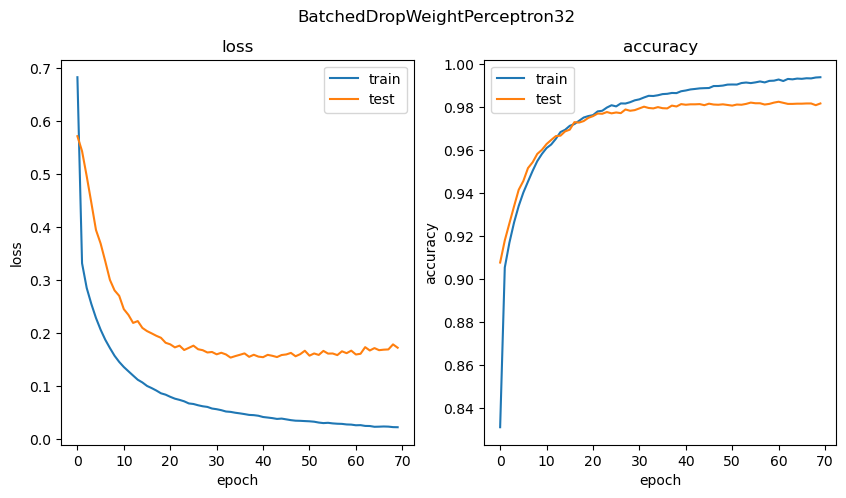 BatchedDropWeightPerceptron32
loss
train
test
0.7
0.6
0.5
0.4
0.3
0.2
0.1
0.0
loss
0 10 20 30 40 50 60 70
epoch
accuracy
train
test
1.00
0.98
0.96
0.94
0.92
0.90
0.88
0.86
0.84
accuracy
0 10 20 30 40 50 60 70
epoch